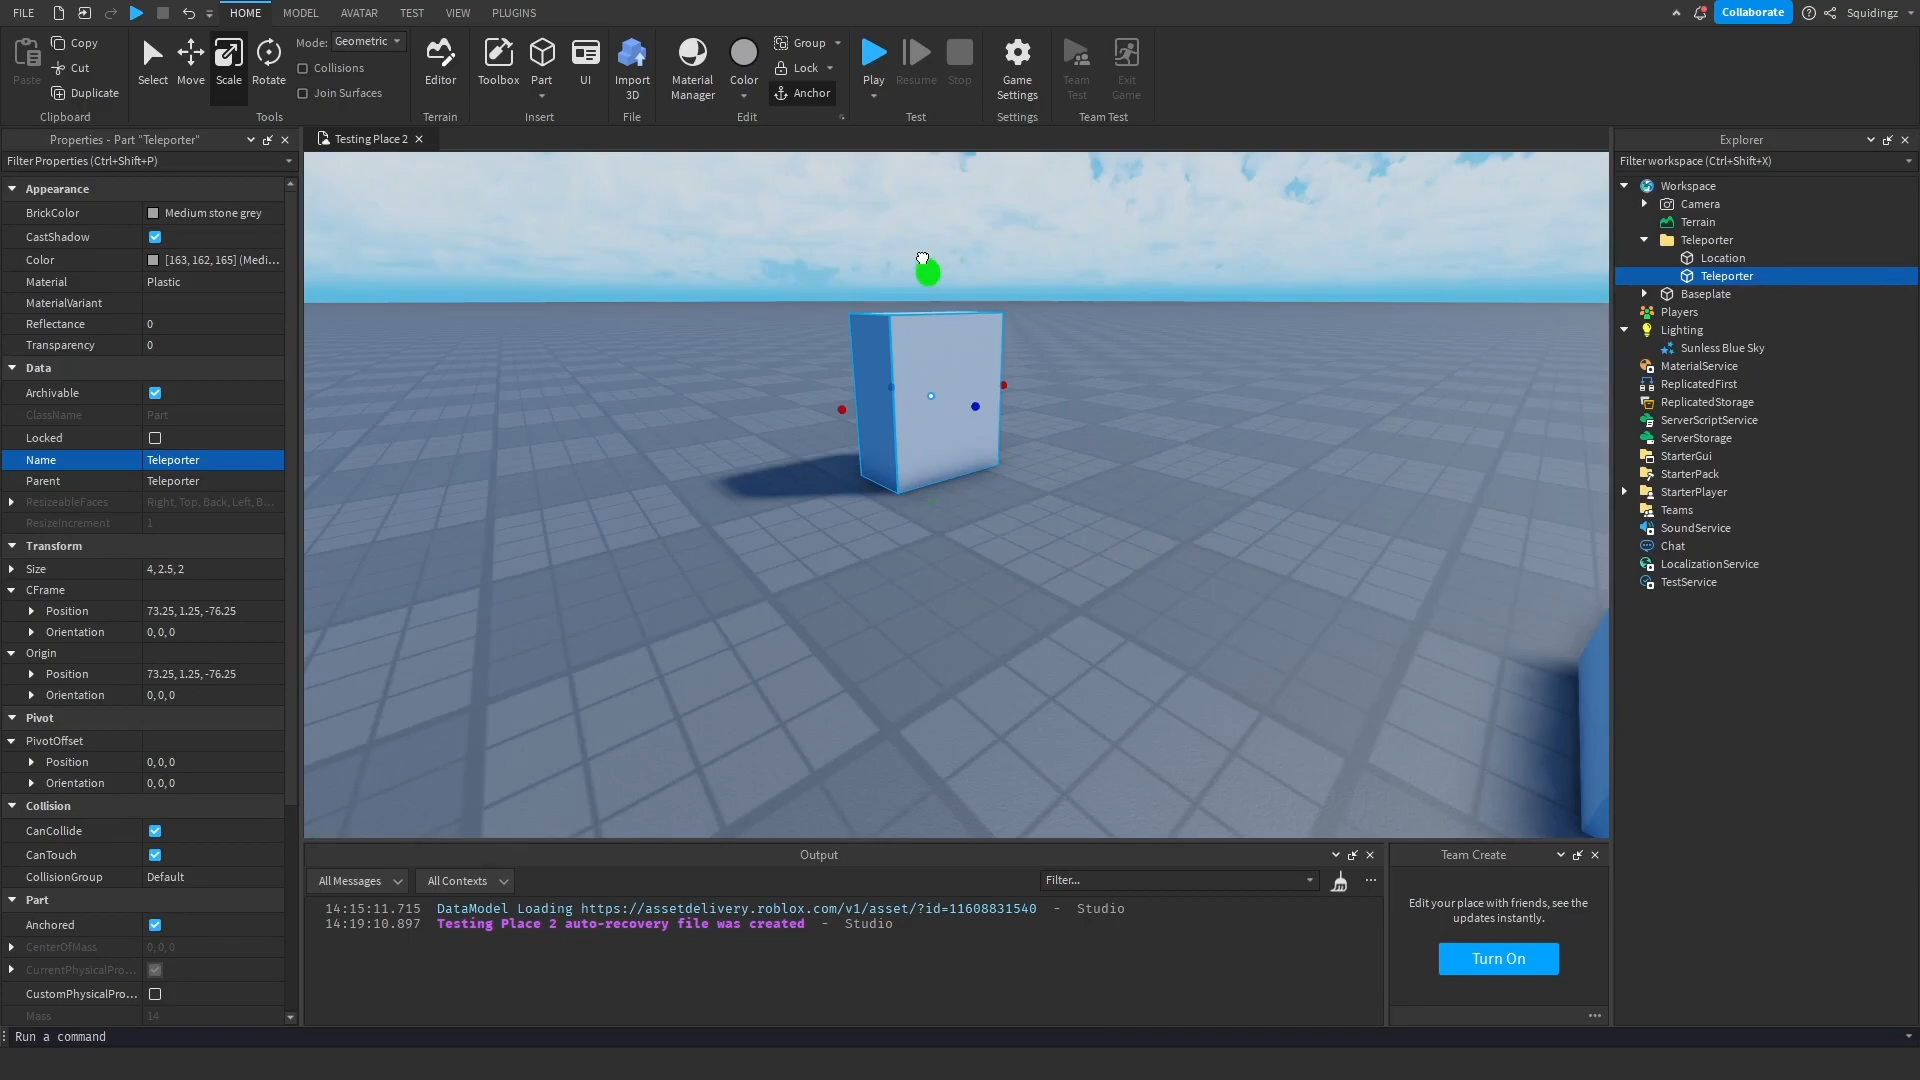 FILE HOME MODEL AVATAR TEST VIEW PLUGINS Collaborate Squidingz
Paste
Copy
Cut
Duplicate
Clipboard
Select Move Scale Rotate
Mode: Geometric
Collisions
Join Surfaces
Tools
Editor
Terrain
Toolbox Part UI
Insert
Import
3D
File
Material
Manager
Color
Group
Lock
Anchor
Edit
Play Resume Stop
Test
Game
Settings
Settings
Team
Test
Exit
Game
Team Test
Properties - Part "Teleporter"
Filter Properties (Ctrl+Shift+P)
Appearance
BrickColor Medium stone grey
CastShadow
Color [163, 162, 165] (Medi...
Material Plastic
MaterialVariant
Reflectance 0
Transparency 0
Data
Archivable
ClassName Part
Locked
Name Teleporter
Parent Teleporter
ResizeableFaces Right, Top, Back, Left, B...
ResizeIncrement 1
Transform
Size 4, 2.5, 2
CFrame
Position 73.25, 1.25, -76.25
Orientation 0, 0, 0
Origin
Position 73.25, 1.25, -76.25
Orientation 0, 0, 0
Pivot
PivotOffset
Position 0, 0, 0
Orientation 0, 0, 0
Collision
CanCollide
CanTouch
CollisionGroup Default
Part
Anchored
CenterOfMass 0, 0, 0
CurrentPhysicalPro...
CustomPhysicalPro...
Mass 14
Testing Place 2
Output
All Messages All Contexts Filter...
14:15:11.715 DataModel Loading https://assetdelivery.roblox.com/v1/asset/?id=11608831540 - Studio
14:19:10.897 Testing Place 2 auto-recovery file was created - Studio
Team Create
Edit your place with friends, see the
updates instantly.
Turn On
Explorer
Filter workspace (Ctrl+Shift+X)
Workspace
Camera
Terrain
Teleporter
Location
Teleporter
Baseplate
Players
Lighting
Sunless Blue Sky
MaterialService
ReplicatedFirst
ReplicatedStorage
ServerScriptService
ServerStorage
StarterGui
StarterPack
StarterPlayer
Teams
SoundService
Chat
LocalizationService
TestService
Run a command